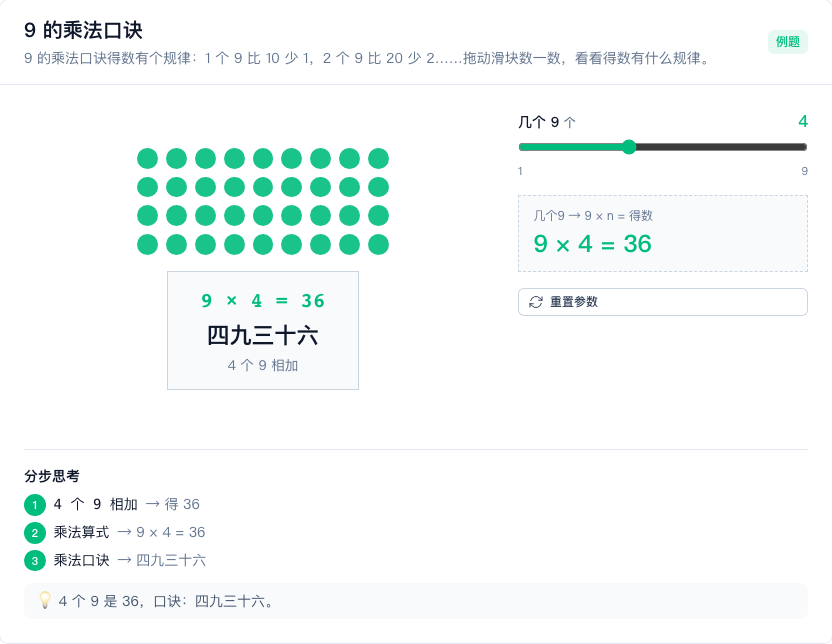 9 的乘法口诀
9 的乘法口诀得数有个规律：1 个 9 比 10 少 1，2 个 9 比 20 少 2……拖动滑块数一数，看看得数有什么规律。
例题
几个 9 个
4
1
9
几个9 → 9 × n = 得数
9 × 4 = 36
重置参数
9 × 4 = 36
四九三十六
4 个 9 相加
分步思考
1 4 个 9 相加 → 得 36
2 乘法算式 → 9 × 4 = 36
3 乘法口诀 → 四九三十六
4 个 9 是 36，口诀：四九三十六。